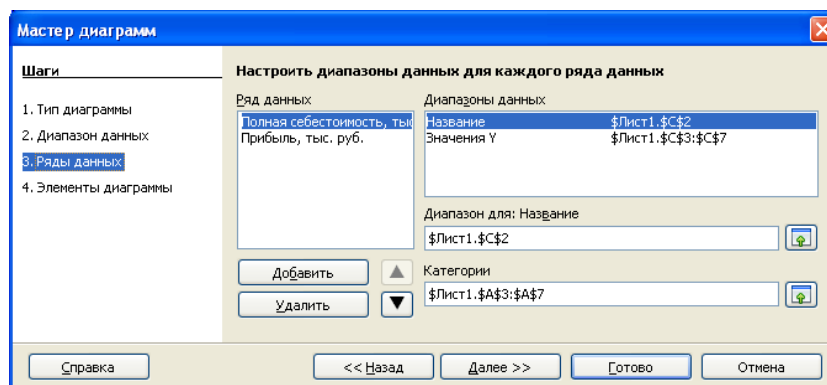 Мастер диаграмм
Шаги
1. Тип диаграммы
2. Диапазон данных
3. Ряды данных
4. Элементы диаграммы
Настроить диапазоны данных для каждого ряда данных
Ряд данных
Полная себестоимость, тыс
Прибыль, тыс. руб.
Добавить
Удалить
Диапазоны данных
Название $Лист1.$C$2
Значения Y $Лист1.$C$3:$C$7
Диапазон для: Название
$Лист1.$C$2
Категории
$Лист1.$A$3:$A$7
Справка
<< Назад
Далее >>
Готово
Отмена